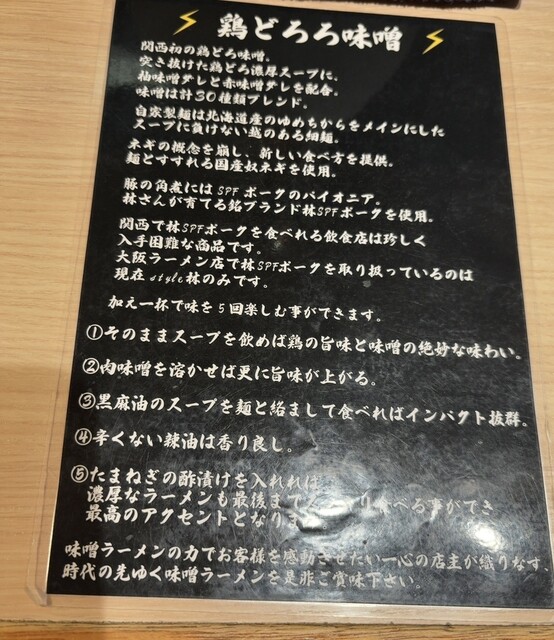 鶏どろろ味噌
関西初の鶏どろ味噌。
突き抜けた鶏どろ濃厚スープに、
柚味噌ダレと赤味噌ダレを配合。
味噌は計30種類ブレンド。
自家製麺は北海道産のゆめちからをメインにした
スープに負けない越のある細麺。
ネギの概念を崩し、新しい食べ方を提供。
麺とすすれる国産奴ネギを使用。
豚の角煮にはSPFポークのパイオニア。
林さんが育てる銘ブランド林SPFポークを使用。
関西で林SPFポークを食べれる飲食店は珍しく
入手困難な商品です。
大阪ラーメン店で林SPFポークを取り扱っているのは
現在style林のみです。
加え一杯で味を5回楽しむ事ができます。
①そのままスープを飲めば鶏の旨味と味噌の絶妙な味わい。
②肉味噌を溶かせば更に旨味が上がる。
③黒麻油のスープを麺と絡まして食べればインパクト抜群。
④辛くない辣油は香り良し。
⑤たまねぎの酢漬けを入れれば
濃厚なラーメンも最後まで り食べる事ができ
最高のアクセントとなりま
味噌ラーメンの力でお客様を感動させたい一心の店主が織りなす、
時代の先ゆく味噌ラーメンを是非ご賞味下さい。